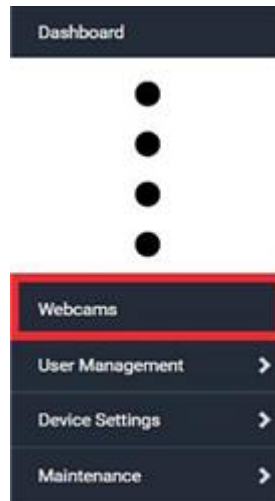 Dashboard
Webcams
User Management
Device Settings
Maintenance